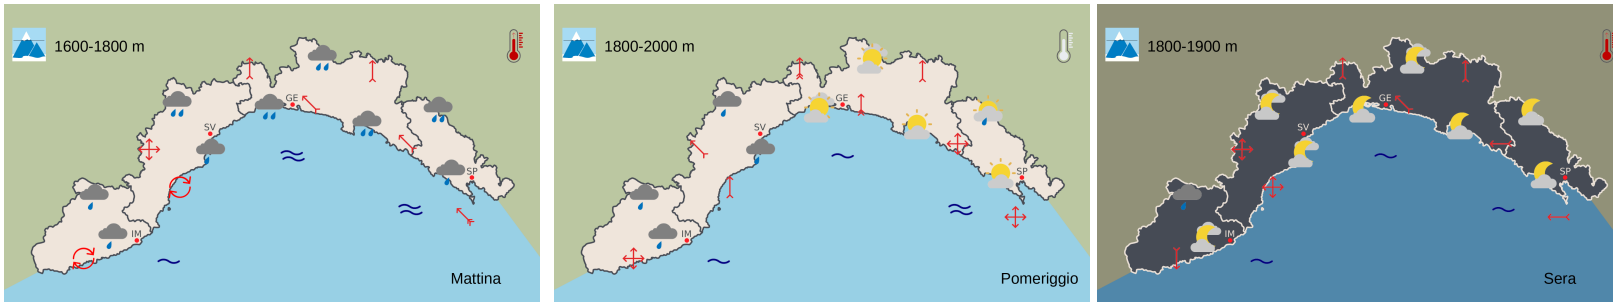 1600-1800 m
GE
SV
SP
IM
Mattina
1800-2000 m
GE
SV
SP
IM
Pomeriggio
1800-1900 m
GE
SV
SP
IM
Sera